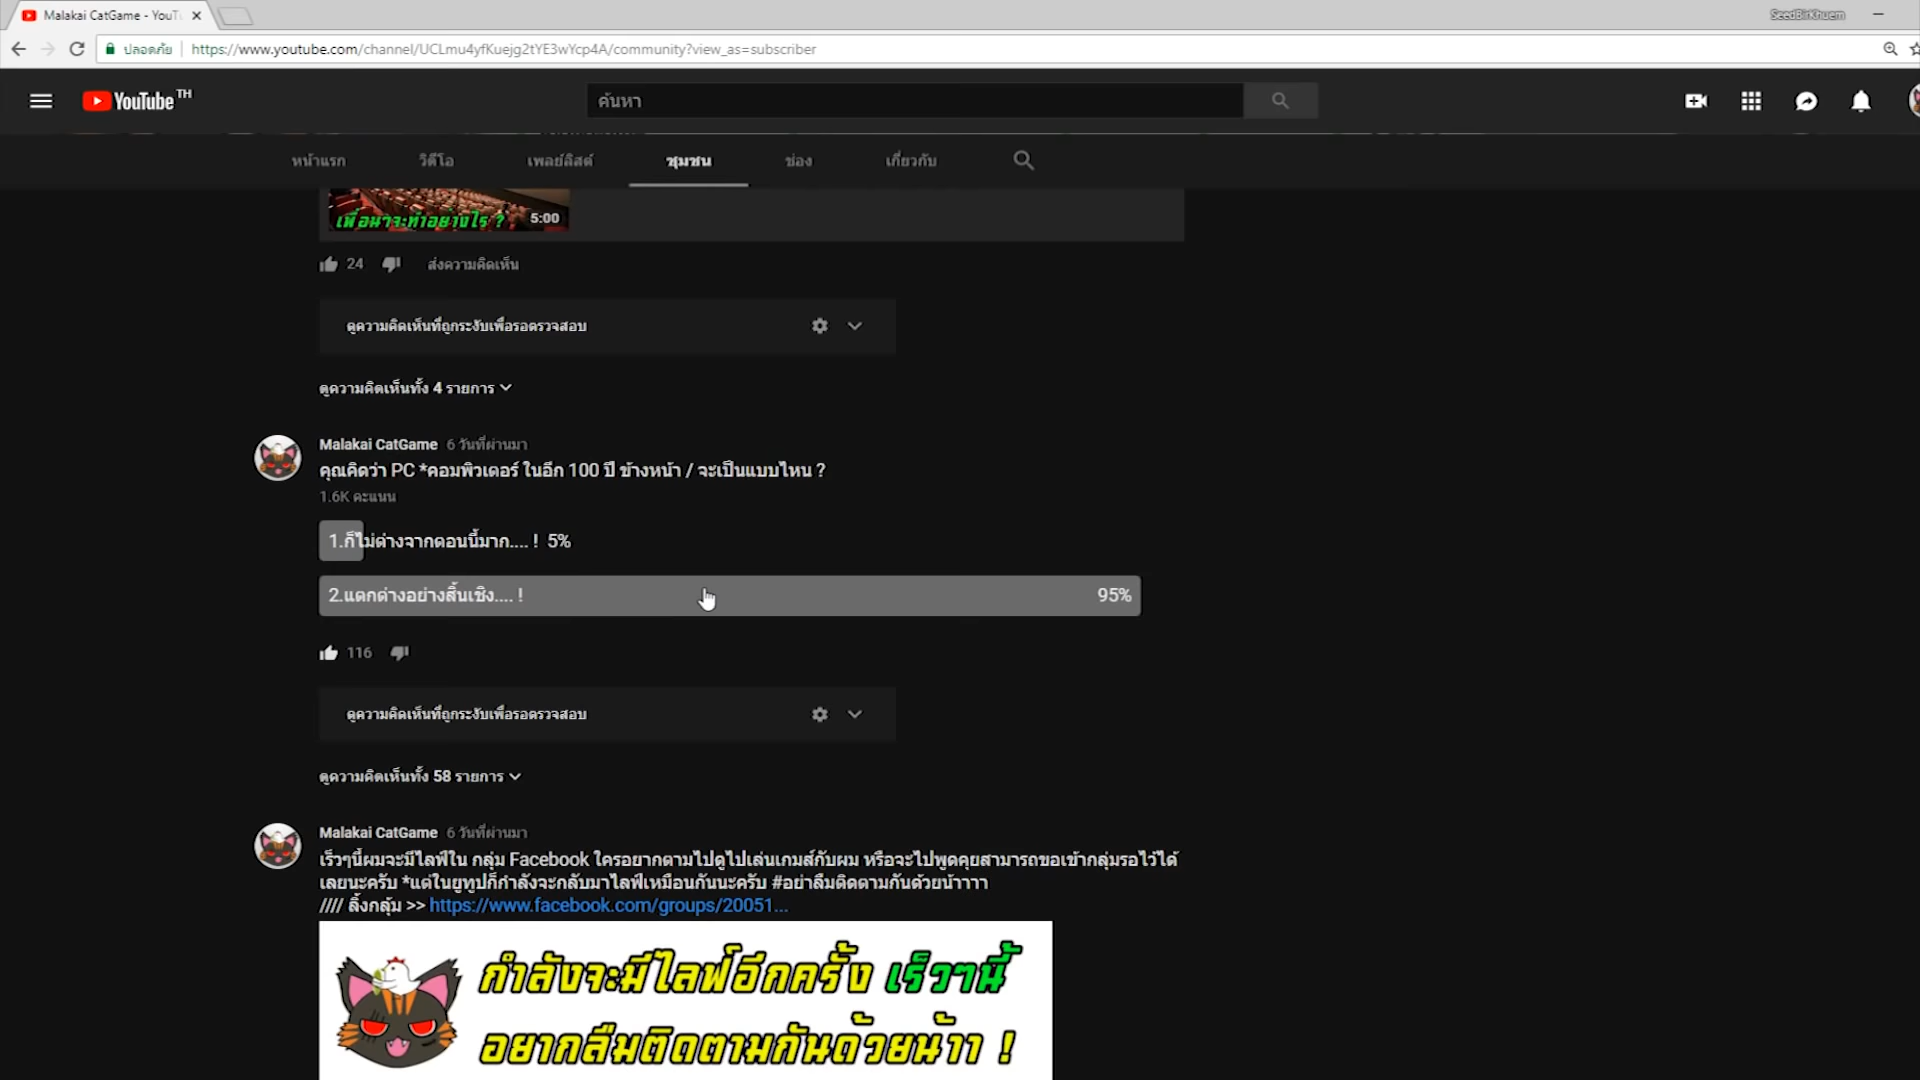 Malakai CatGame - YouT
SeedBirKhuem
ปลอดภัย
https://www.youtube.com/channel/UCLmu4yfKuejg2tYE3wYcp4A/community?view_as=subscriber
YouTube TH
ค้นหา
หน้าแรก
วิดีโอ
เพลย์ลิสต์
ชุมชน
ช่อง
เกี่ยวกับ
5:00
24
ส่งความคิดเห็น
ดูความคิดเห็นที่ถูกระงับเพื่อรอตรวจสอบ
ดูความคิดเห็นทั้ง 4 รายการ
Malakai CatGame 6 วันที่ผ่านมา
คุณคิดว่า PC *คอมพิวเตอร์ ในอีก 100 ปี ข้างหน้า / จะเป็นแบบไหน ?
1.6K คะแนน
1.ก็ไม่ต่างจากตอนนี้มาก.... ! 5%
2.แตกต่างอย่างสิ้นเชิง.... ! 95%
116
ดูความคิดเห็นที่ถูกระงับเพื่อรอตรวจสอบ
ดูความคิดเห็นทั้ง 58 รายการ
Malakai CatGame 6 วันที่ผ่านมา
เร็วๆนี้ผมจะมีไลฟ์ใน กลุ่ม Facebook ใครอยากตามไปดูไปเล่นเกมส์กับผม หรือจะไปพูดคุยสามารถขอเข้ากลุ่มรอไว้ได้
เลยนะครับ *แต่ในยูทูปก็กำลังจะกลับมาไลฟ์เหมือนกันนะครับ #อย่าลืมติดตามกันด้วยน้าาาา
//// ลิ้งกลุ้ม >> https://www.facebook.com/groups/20051...
กำลังจะมีไลฟ์อีกครั้ง เร็วๆนี้
อยากลืมติดตามกันด้วยน้าา !